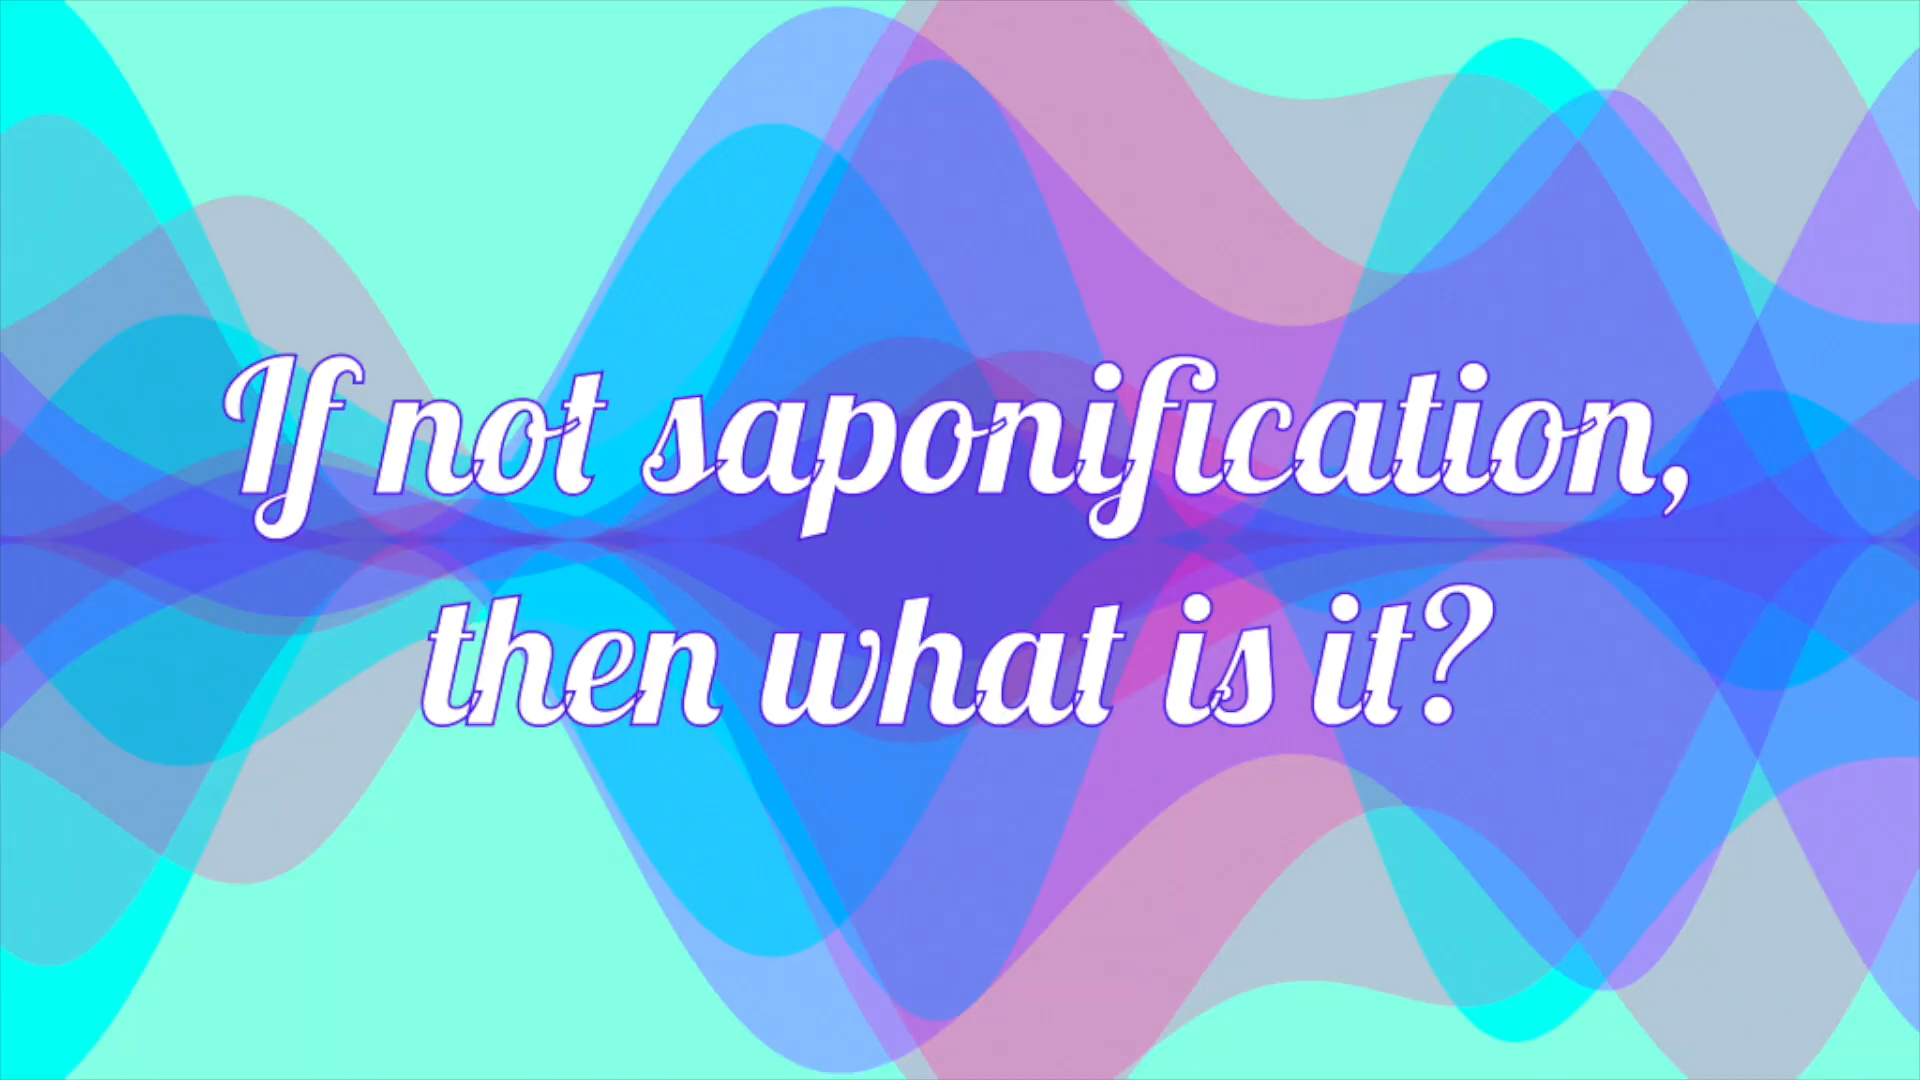 If not saponification,
then what is it?